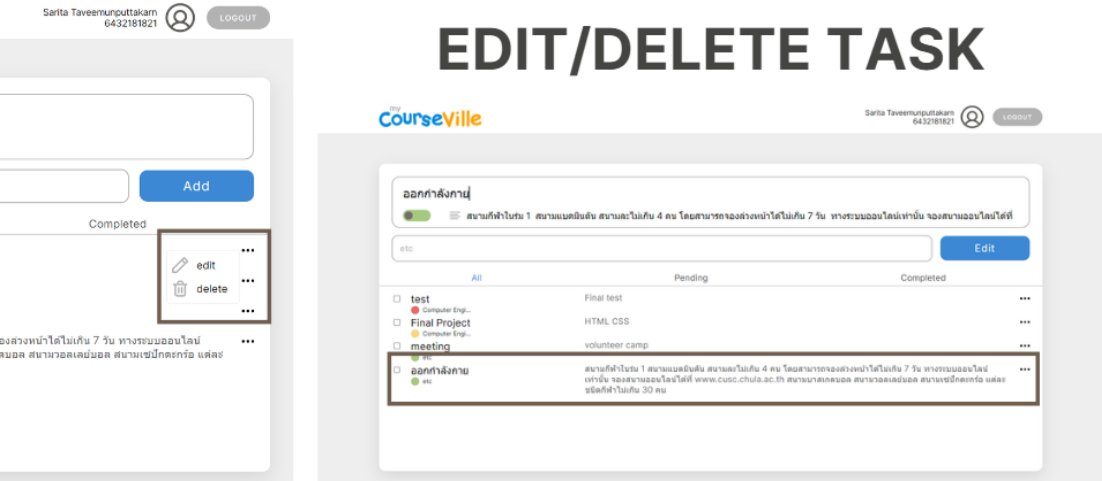 Sarita Taveemunputtakarn
6432181821
LOGOUT
Add
Completed
edit
delete
องล่วงหน้าได้ไม่เกิน 7 วัน ทางระบบออนไลน์
สนามวอลเลย์บอล สนามเซปักตะกร้อ แต่ละ
EDIT/DELETE TASK
my
CourseVille
Sarita Taveemunputtakarn
6432181821
LOGOUT
ออกกำลังกาย
สนามกีฬาในร่ม 1 สนามแบดมินตัน สนามละไม่เกิน 4 คน โดยสามารถจองล่วงหน้าได้ไม่เกิน 7 วัน ทางระบบออนไลน์เท่านั้น จองสนามออนไลน์ได้ที่
etc
Edit
All Pending Completed
test Final test
Computer Engi...
Final Project HTML CSS
Computer Engi...
meeting volunteer camp
etc
ออกกำลังกาย
etc
สนามกีฬาในร่ม 1 สนามแบดมินตัน สนามละไม่เกิน 4 คน โดยสามารถจองล่วงหน้าได้ไม่เกิน 7 วัน ทางระบบออนไลน์
เท่านั้น จองสนามออนไลน์ได้ที่ www.cusc.chula.ac.th สนามบาสเกตบอล สนามวอลเลย์บอล สนามเซปักตะกร้อ แต่ละ
ชนิดกีฬาไม่เกิน 30 คน